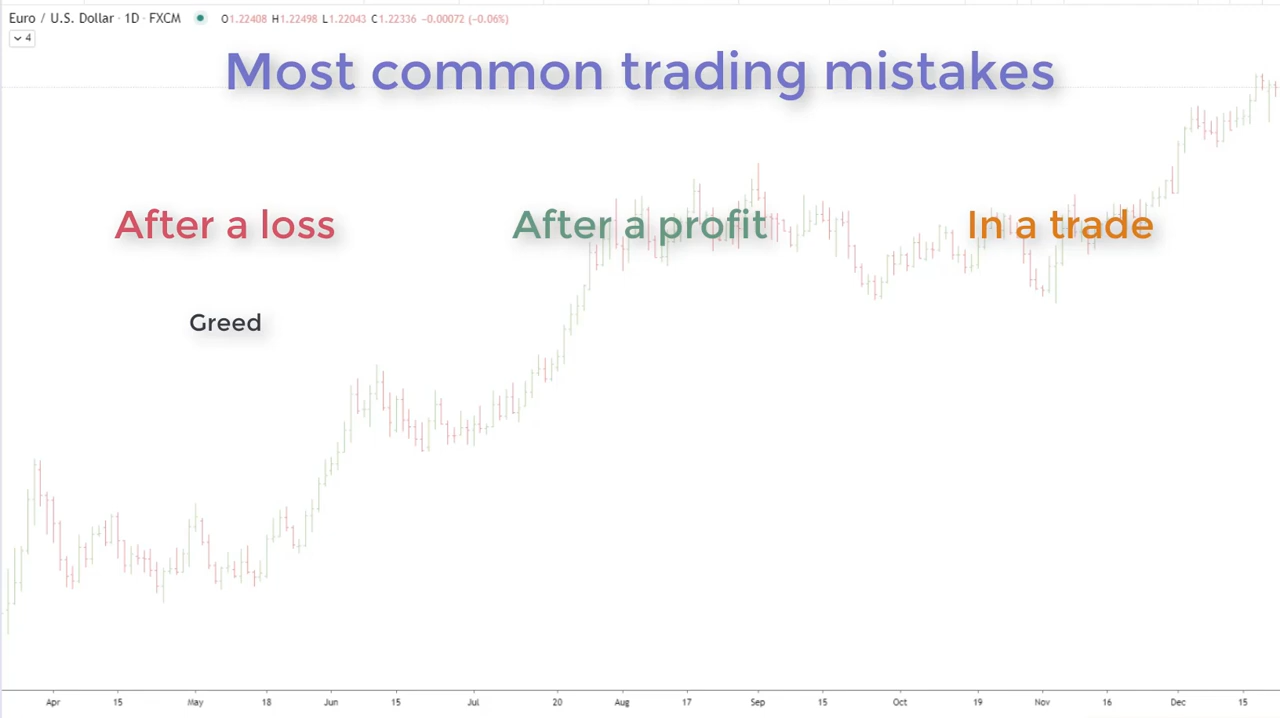 Euro / U.S. Dollar · 1D · FXCM O1.22408 H1.22498 L1.22043 C1.22336 −0.00072 (−0.06%)
4
Most common trading mistakes
After a loss After a profit In a trade
Greed
Apr 15 May 18 Jun 15 Jul 20 Aug 17 Sep 15 Oct 19 Nov 16 Dec 15